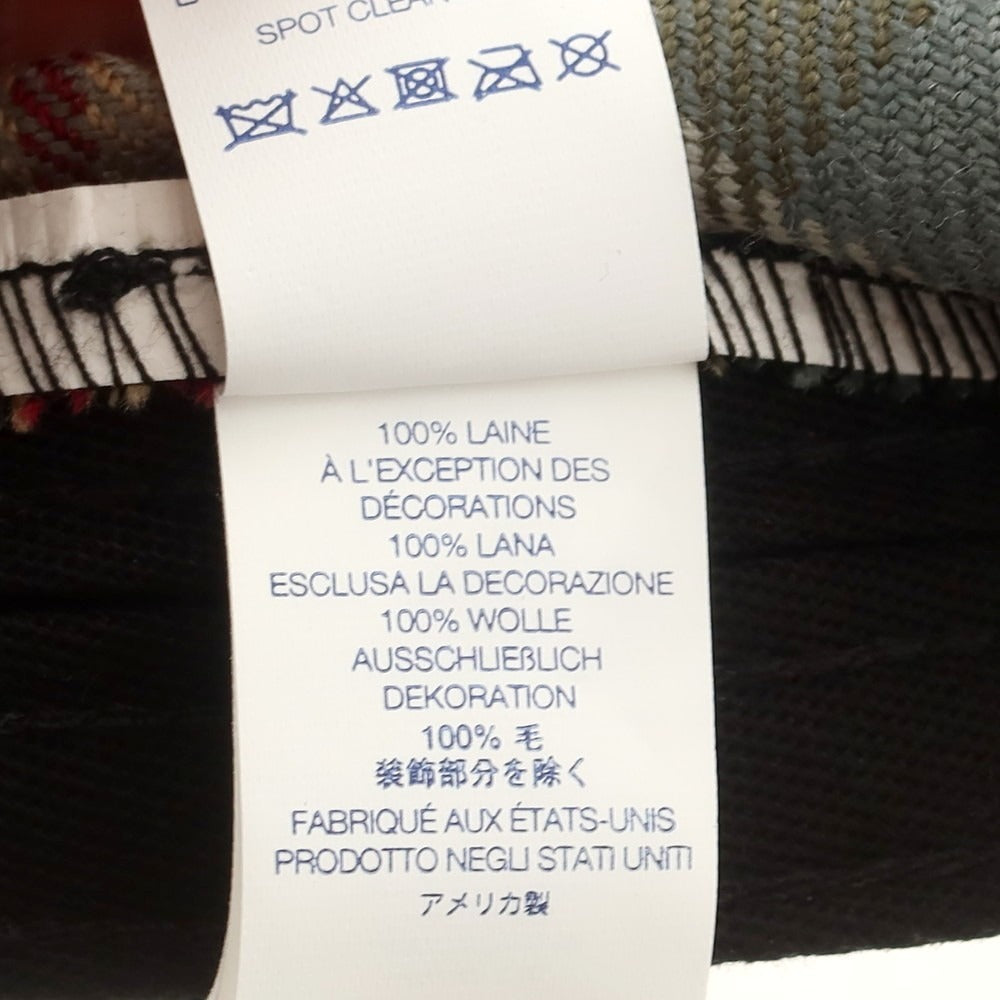 SPOT CLEAN
100% LAINE
À L'EXCEPTION DES
DÉCORATIONS
100% LANA
ESCLUSA LA DECORAZIONE
100% WOLLE
AUSSCHLIEßLICH
DEKORATION
100% 毛
装飾部分を除く
FABRIQUÉ AUX ÉTATS-UNIS
PRODOTTO NEGLI STATI UNITI
アメリカ製